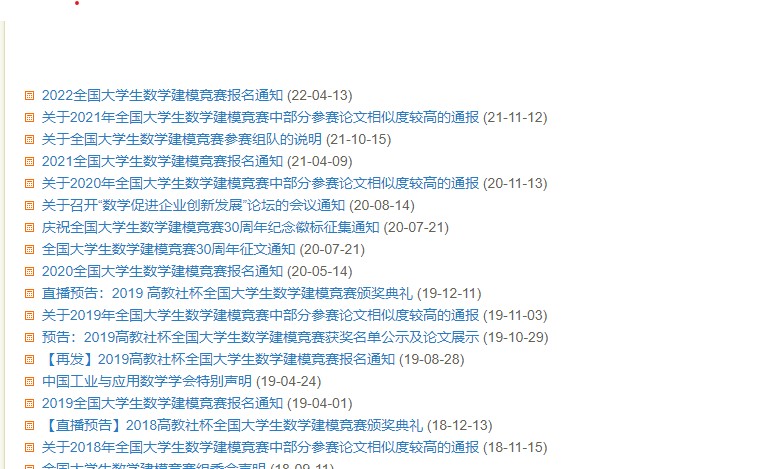 2022全国大学生数学建模竞赛报名通知 (22-04-13)
关于2021年全国大学生数学建模竞赛中部分参赛论文相似度较高的通报 (21-11-12)
关于全国大学生数学建模竞赛参赛组队的说明 (21-10-15)
2021全国大学生数学建模竞赛报名通知 (21-04-09)
关于2020年全国大学生数学建模竞赛中部分参赛论文相似度较高的通报 (20-11-13)
关于召开“数学促进企业创新发展”论坛的会议通知 (20-08-14)
庆祝全国大学生数学建模竞赛30周年纪念徽标征集通知 (20-07-21)
全国大学生数学建模竞赛30周年征文通知 (20-07-21)
2020全国大学生数学建模竞赛报名通知 (20-05-14)
直播预告：2019 高教社杯全国大学生数学建模竞赛颁奖典礼 (19-12-11)
关于2019年全国大学生数学建模竞赛中部分参赛论文相似度较高的通报 (19-11-03)
预告：2019高教社杯全国大学生数学建模竞赛获奖名单公示及论文展示 (19-10-29)
【再发】2019高教社杯全国大学生数学建模竞赛报名通知 (19-08-28)
中国工业与应用数学学会特别声明 (19-04-24)
2019全国大学生数学建模竞赛报名通知 (19-04-01)
【直播预告】2018高教社杯全国大学生数学建模竞赛颁奖典礼 (18-12-13)
关于2018年全国大学生数学建模竞赛中部分参赛论文相似度较高的通报 (18-11-15)
全国大学生数学建模竞赛组委会声明 (18-09-11)